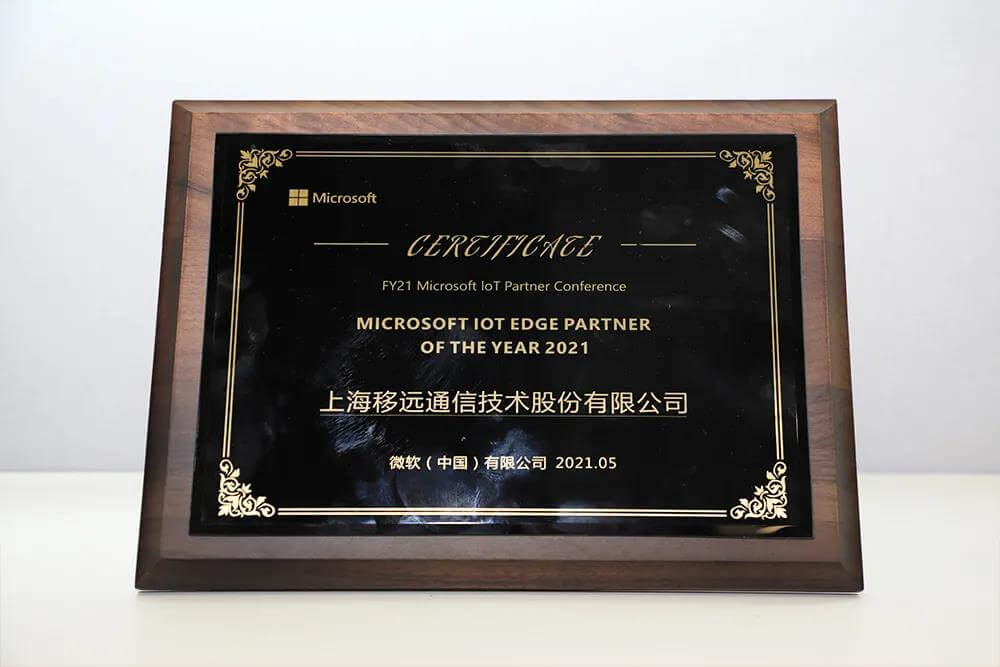 Microsoft
CERTIFICATE
FY21 Microsoft IoT Partner Conference
MICROSOFT IOT EDGE PARTNER
OF THE YEAR 2021
上海移远通信技术股份有限公司
微软（中国）有限公司 2021.05